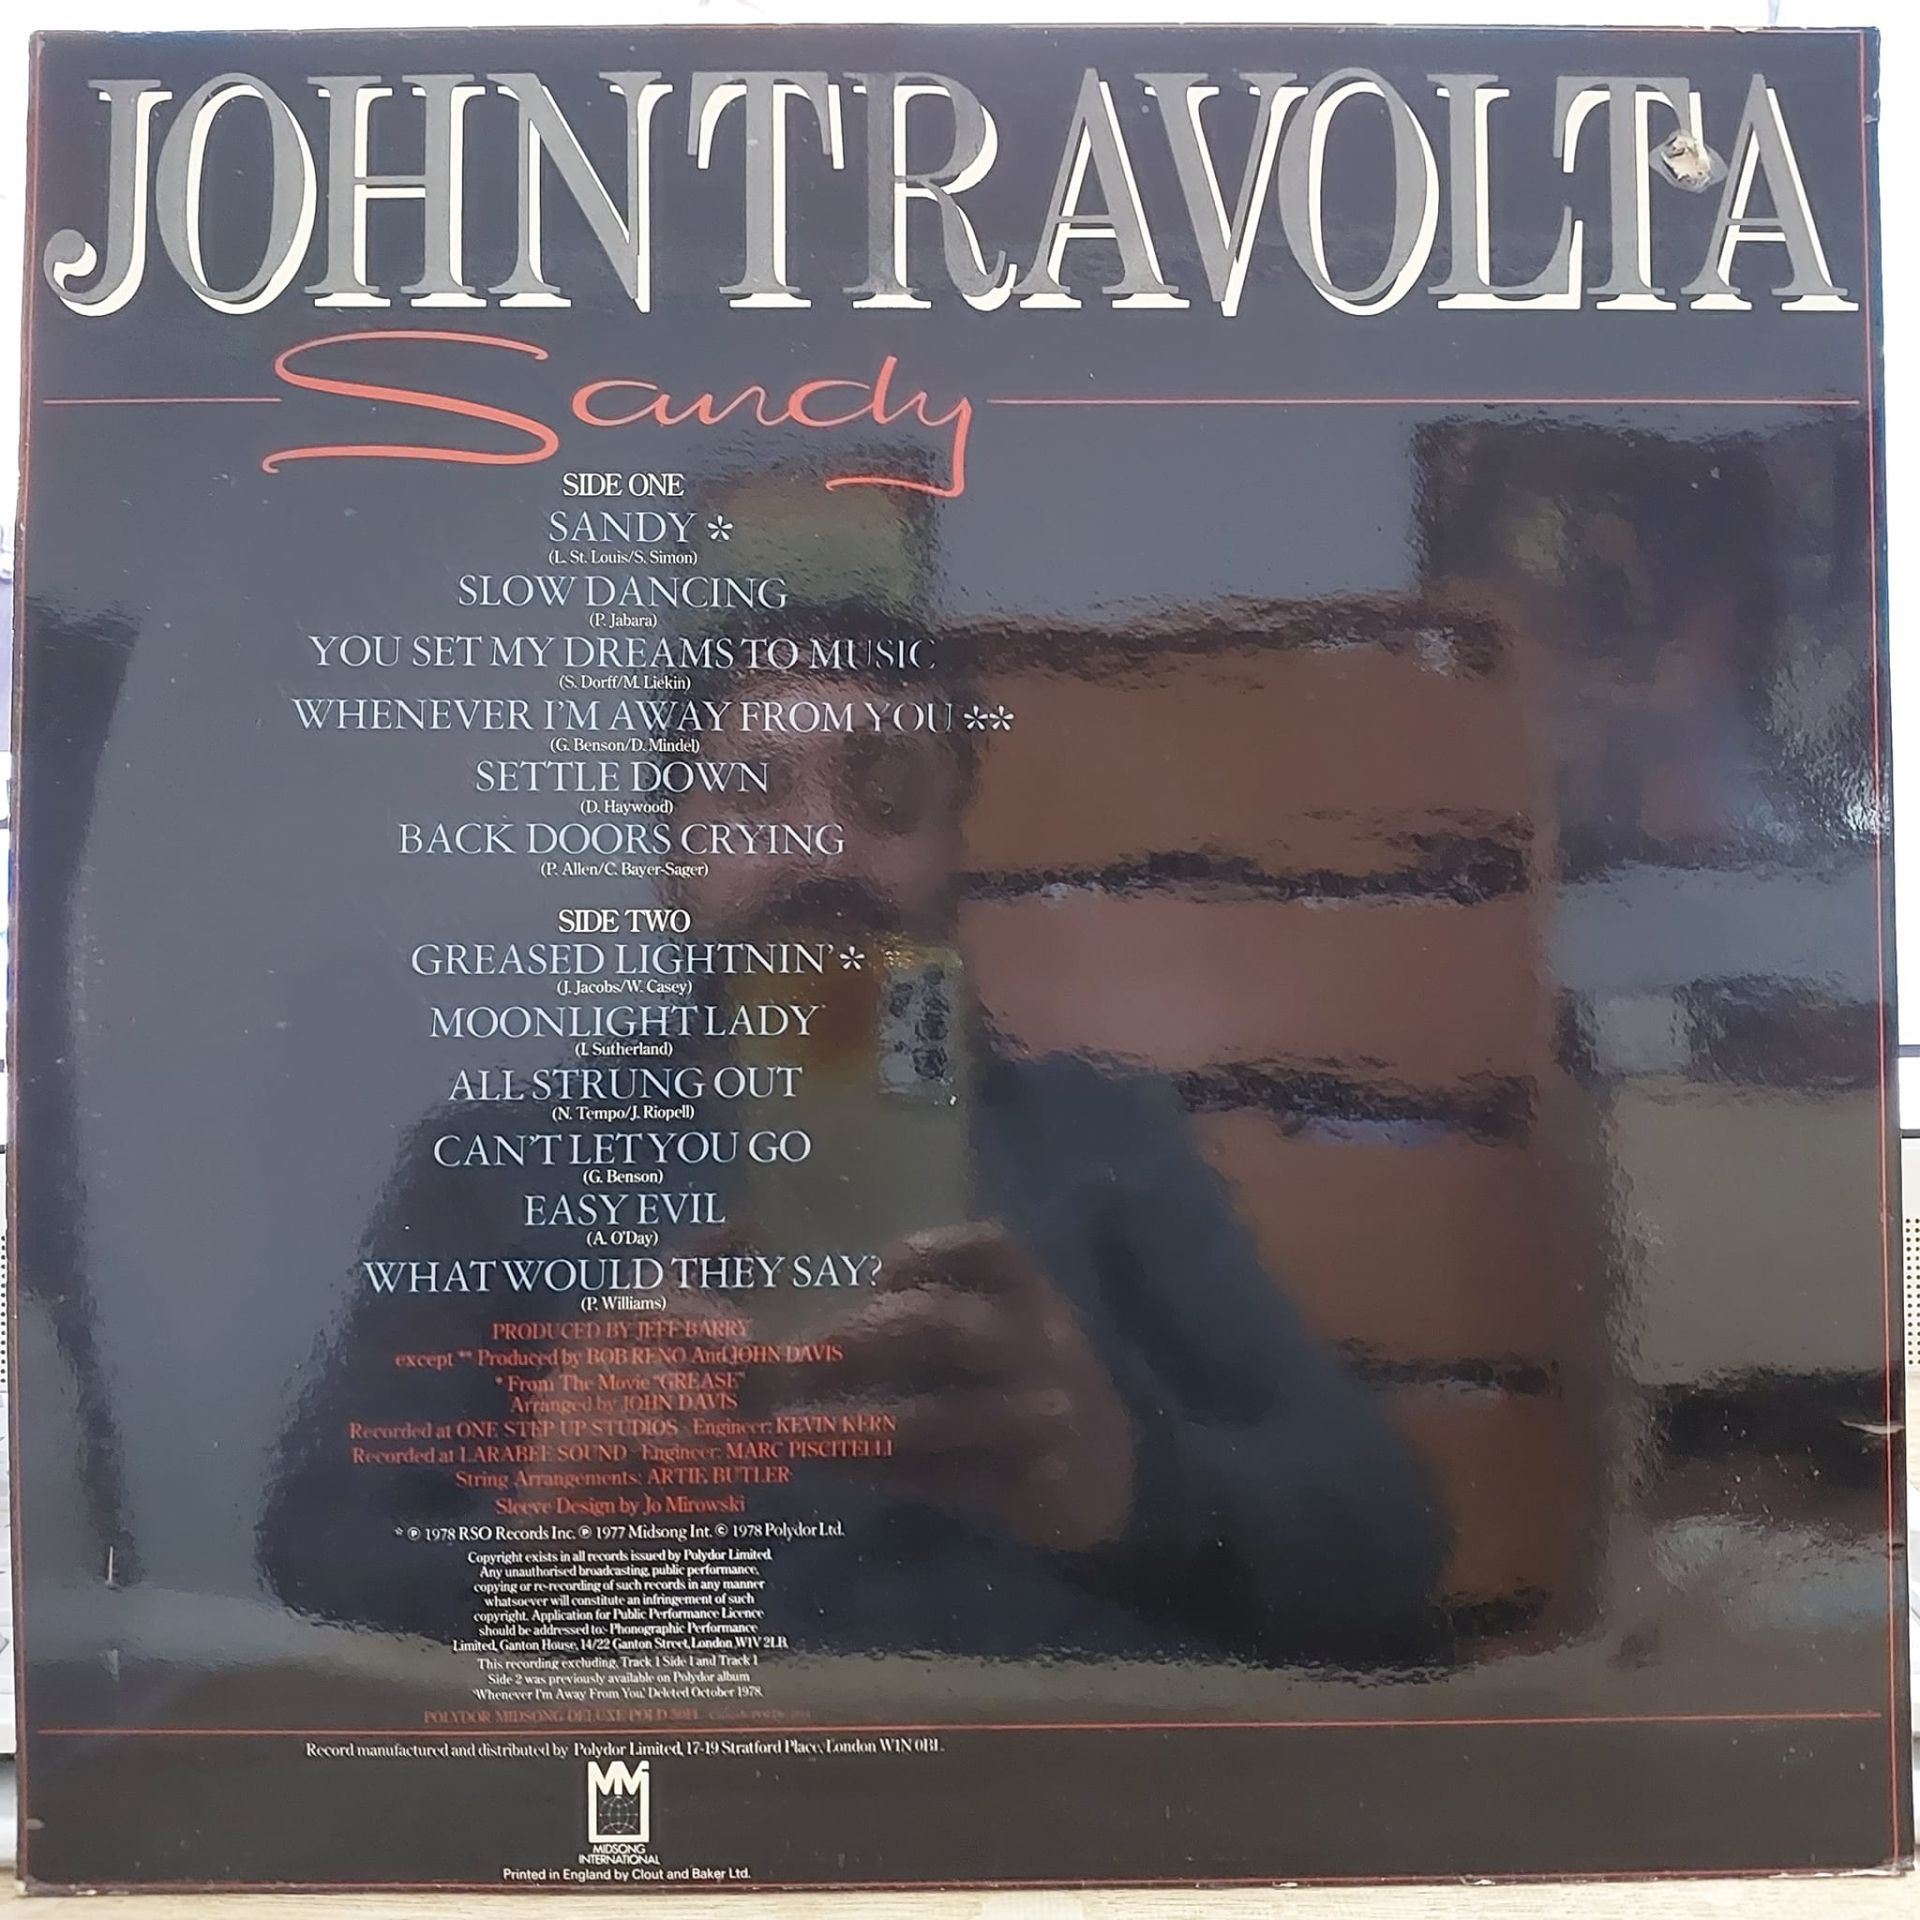 JOHN TRAVOLTA
Sandy
SIDE ONE
SANDY *
(L. St. Louis/S. Simon)
SLOW DANCING
(P. Jabara)
YOU SET MY DREAMS TO MUSIC
(S. Dorff/M. Liekin)
WHENEVER I'M AWAY FROM YOU **
(G. Benson/D. Mindel)
SETTLE DOWN
(D. Haywood)
BACK DOORS CRYING
(P. Allen/C. Bayer-Sager)
SIDE TWO
GREASED LIGHTNIN' *
(J. Jacobs/W. Casey)
MOONLIGHT LADY
(I. Sutherland)
ALL STRUNG OUT
(N. Tempo/J. Riopell)
CAN'T LET YOU GO
(G. Benson)
EASY EVIL
(A. O'Day)
WHAT WOULD THEY SAY?
(P. Williams)
PRODUCED BY JEFF BARRY
except ** Produced by BOB RENO And JOHN DAVIS
* From The Movie "GREASE"
Arranged by JOHN DAVIS
Recorded at ONE STEP UP STUDIOS - Engineer: KEVIN KERN
Recorded at LARABEE SOUND - Engineer: MARC PISCITELLI
String Arrangements: ARTIE BUTLER
Sleeve Design by Jo Mirowski
* ℗ 1978 RSO Records Inc. ℗ 1977 Midsong Int. © 1978 Polydor Ltd.
Copyright exists in all records issued by Polydor Limited.
Any unauthorised broadcasting, public performance,
copying or re-recording of such records in any manner
whatsoever will constitute an infringement of such
copyright. Application for Public Performance Licence
should be addressed to:- Phonographic Performance
Limited, Ganton House, 14/22 Ganton Street, London W1V 2LR
This recording excluding, Track 1 Side 1 and Track 1
Side 2 was previously available on Polydor album
'Whenever I'm Away From You.' Deleted October 1978.
POLYDOR MIDSONG DELUXE POLD 5014
Record manufactured and distributed by Polydor Limited, 17-19 Stratford Place, London W1N 0BL.
MIDSONG
INTERNATIONAL
Printed in England by Clout and Baker Ltd.